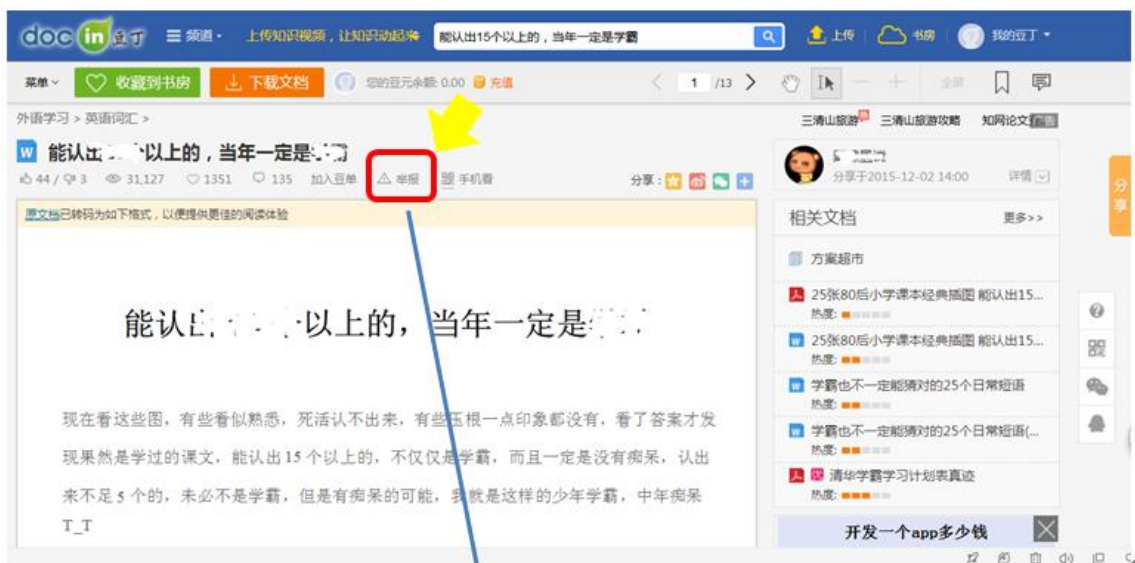 docin豆丁
频道
上传知识视频,让知识动起来
能认出15个以上的,当年一定是学霸
上传
书房
我的豆丁
菜单
收藏到书房
下载文档
您的豆元余额: 0.00
充值
1 /13
全屏
外语学习 > 英语词汇 >
三清山旅游 三清山旅游攻略 知网论文 广告
能认出 个以上的,当年一定是
44 / 3 31,127 1351 135 加入豆单 举报 手机看
分享:
分享于2015-12-02 14:00 详情
分享
原文档已转码为如下格式,以便提供更佳的阅读体验
相关文档 更多>>
方案超市
25张80后小学课本经典插图 能认出15...
热度:
25张80后小学课本经典插图 能认出15...
热度:
学霸也不一定能猜对的25个日常短语
热度:
学霸也不一定能猜对的25个日常短语(...
热度:
清华学霸学习计划表真迹
热度:
开发一个app多少钱
能认 以上的,当年一定是
现在看这些图,有些看似熟悉,死活认不出来,有些压根一点印象都没有,看了答案才发
现果然是学过的课文,能认出 15 个以上的,不仅仅是学霸,而且一定是没有痴呆,认出
来不足 5 个的,未必不是学霸,但是有痴呆的可能,我就是这样的少年学霸,中年痴呆
T_T